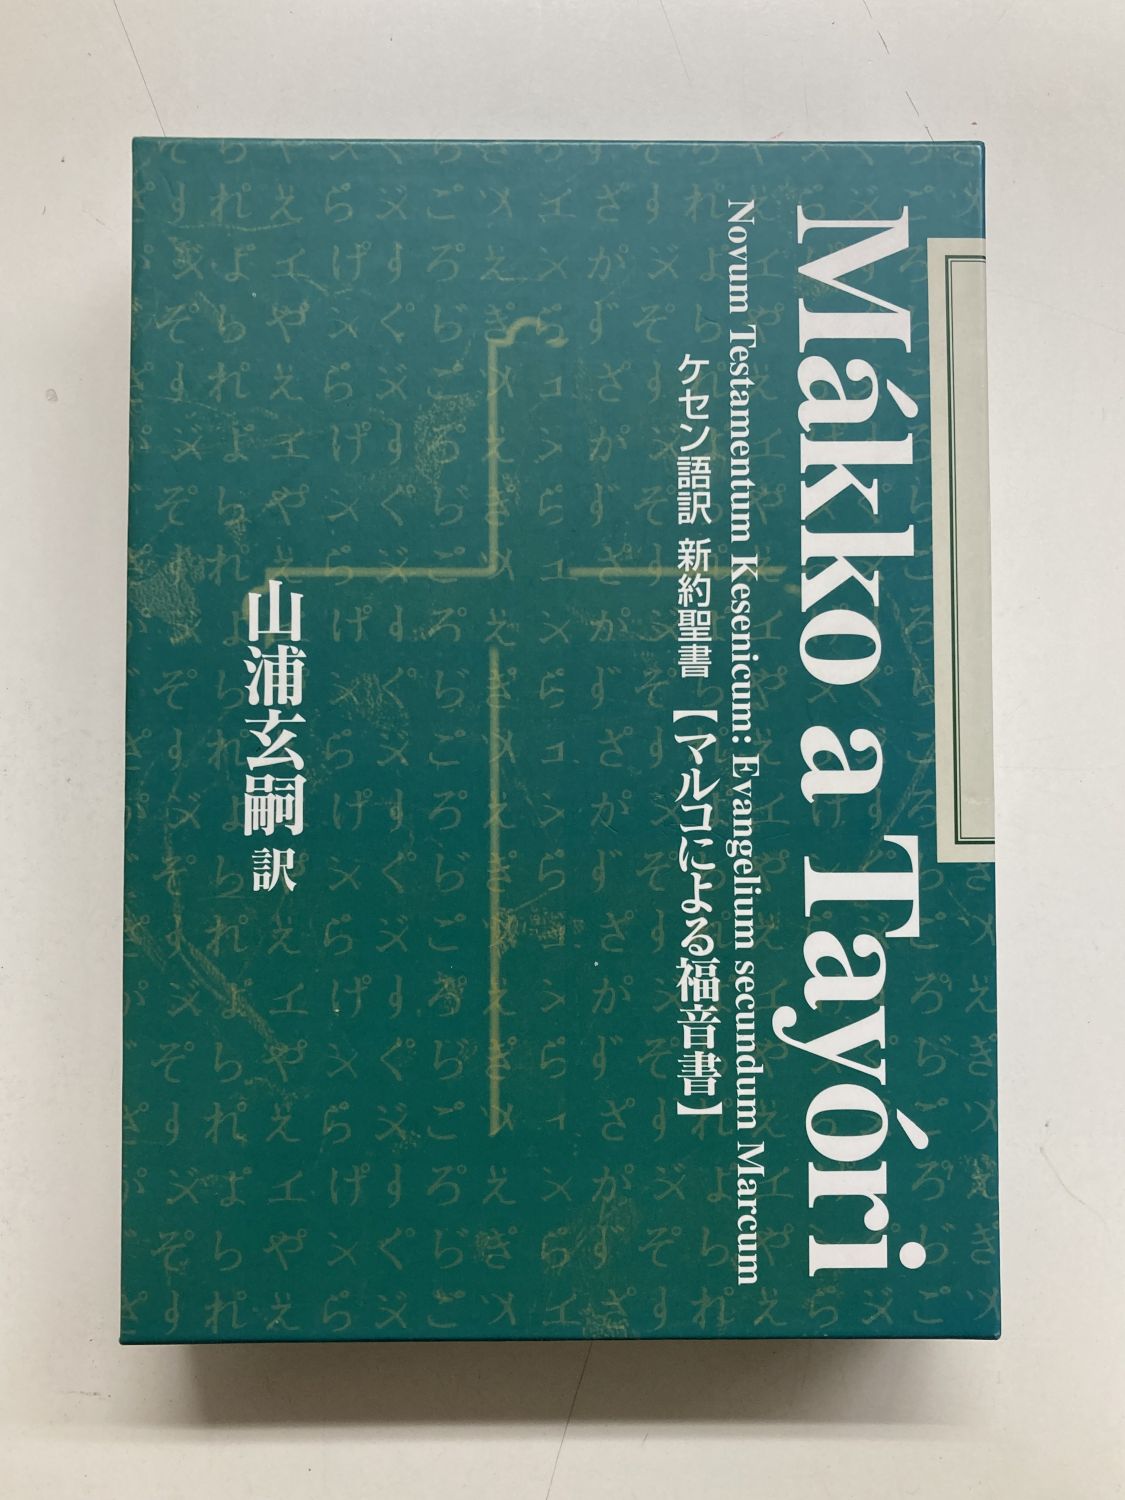 Mákko a Tayóri
Novum Testamentum Kesenicum: Evangelium secundum Marcum
ケセン語訳 新約聖書【マルコによる福音書】
山浦玄嗣 訳